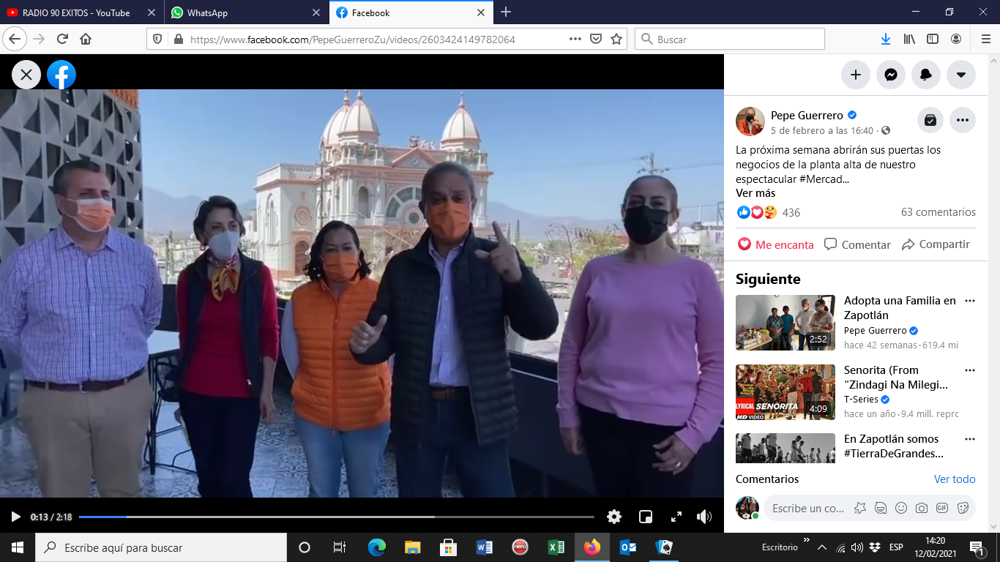 RADIO 90 EXITOS - YouTube
WhatsApp
Facebook
https://www.facebook.com/PepeGuerreroZu/videos/2603424149782064
Buscar
Pepe Guerrero
5 de febrero a las 16:40 ·
La próxima semana abrirán sus puertas los
negocios de la planta alta de nuestro
espectacular #Mercad...
Ver más
436
63 comentarios
Me encanta
Comentar
Compartir
Siguiente
2:52
Adopta una Familia en
Zapotlán
Pepe Guerrero
hace 42 semanas · 619.4 mi
LYRICAL SEÑORITA
HD VIDEO
4:09
Senorita (From
"Zindagi Na Milegi...
T-Series
hace un año · 9.4 mill. repro
En Zapotlán somos
#TierraDeGrandes...
Comentarios
Ver todo
Escribe un co...
GIF
0:13 / 2:18
Escribe aquí para buscar
nero
Escritorio
»
ESP
14:20
12/02/2021
1